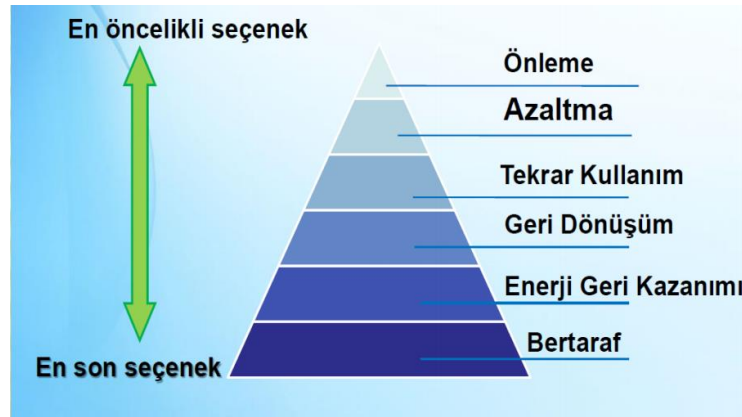 En öncelikli seçenek
Önleme
Azaltma
Tekrar Kullanım
Geri Dönüşüm
Enerji Geri Kazanımı
Bertaraf
En son seçenek